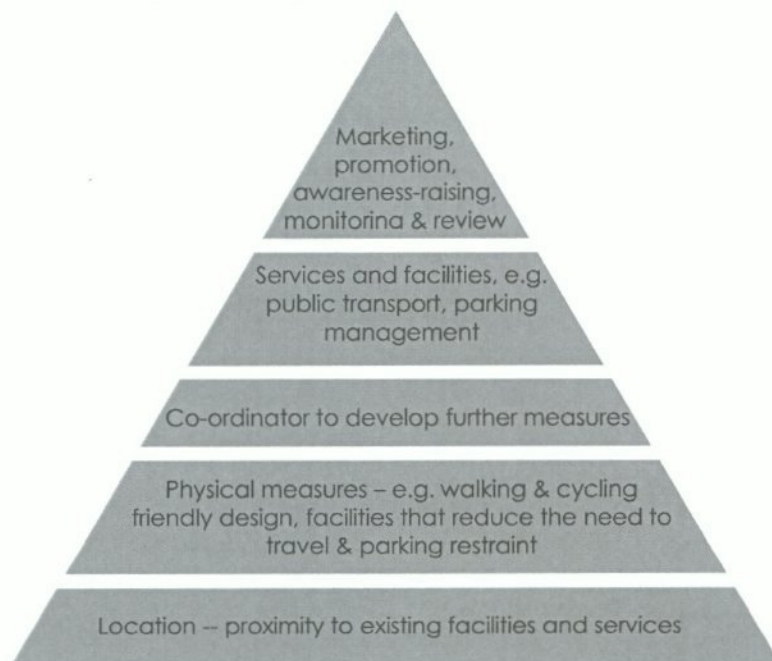 Marketing,
promotion,
awareness-raising,
monitoring & review
Services and facilities, e.g.
public transport, parking
management
Co-ordinator to develop further measures
Physical measures – e.g. walking & cycling
friendly design, facilities that reduce the need to
travel & parking restraint
Location -- proximity to existing facilities and services